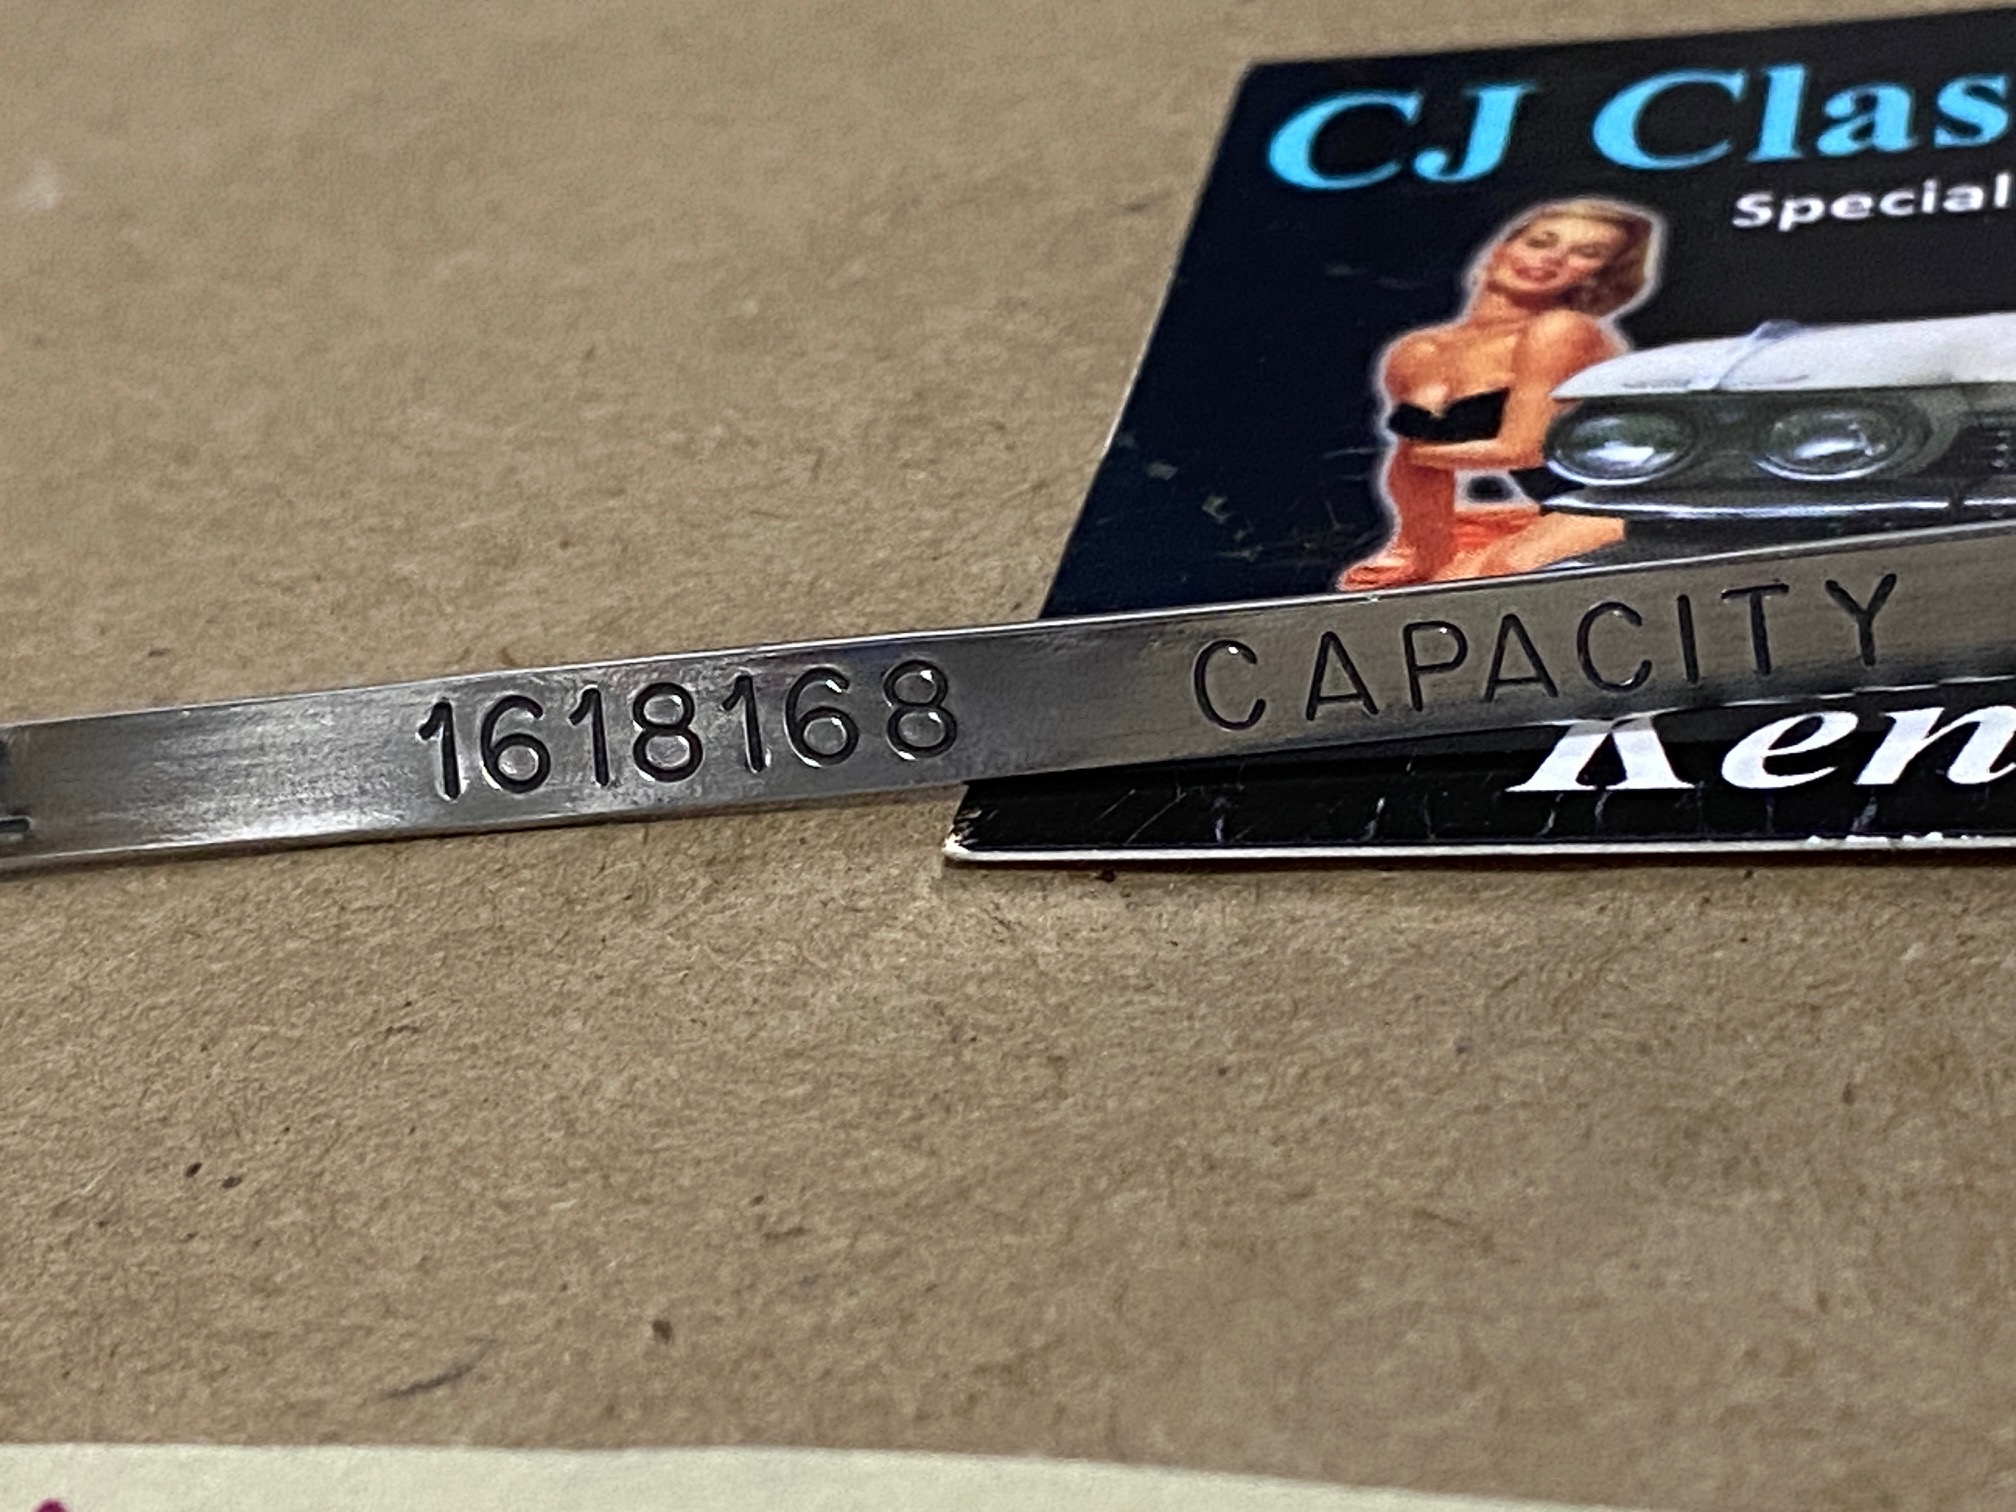 CJ Clas
Special
1618168 CAPACITY
Ken